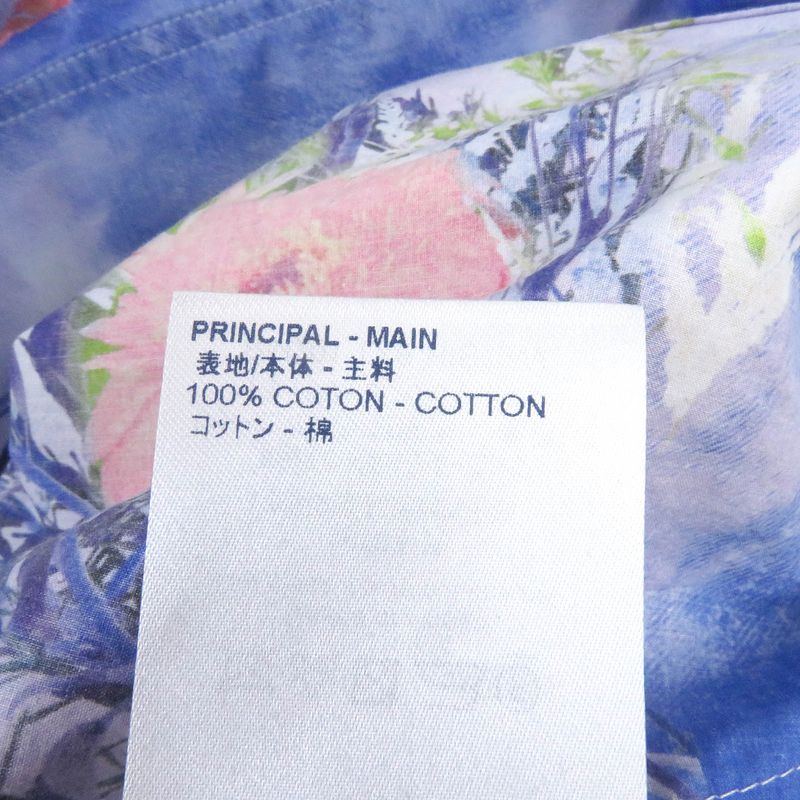 PRINCIPAL - MAIN
表地/本体 - 主料
100% COTON - COTTON
コットン - 棉